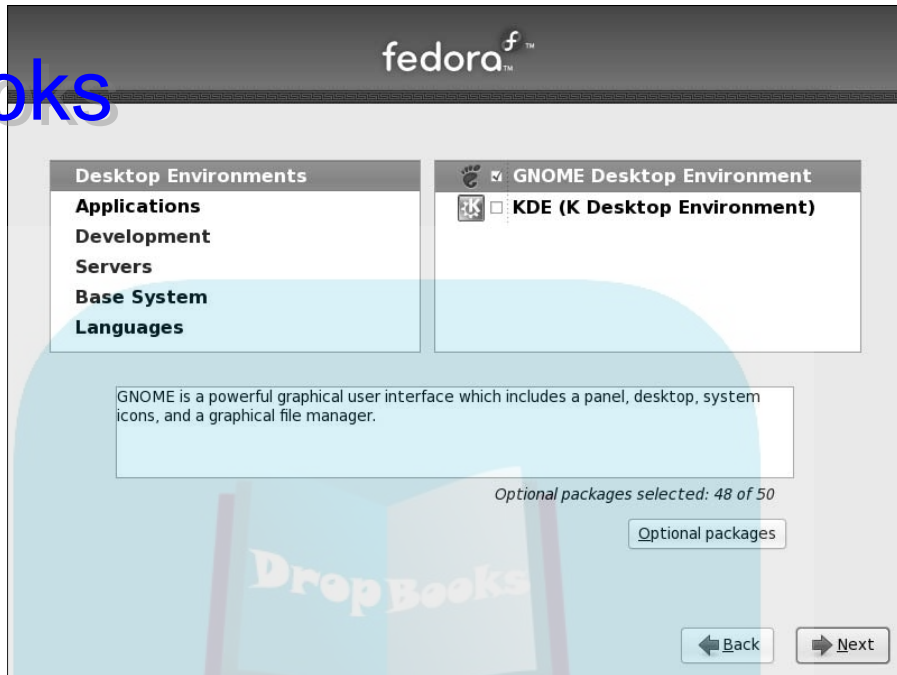 fedora f ™
™
oks
Desktop Environments
Applications
Development
Servers
Base System
Languages
GNOME Desktop Environment
KDE (K Desktop Environment)
GNOME is a powerful graphical user interface which includes a panel, desktop, system
icons, and a graphical file manager.
Optional packages selected: 48 of 50
Optional packages
DropBooks
Back
Next